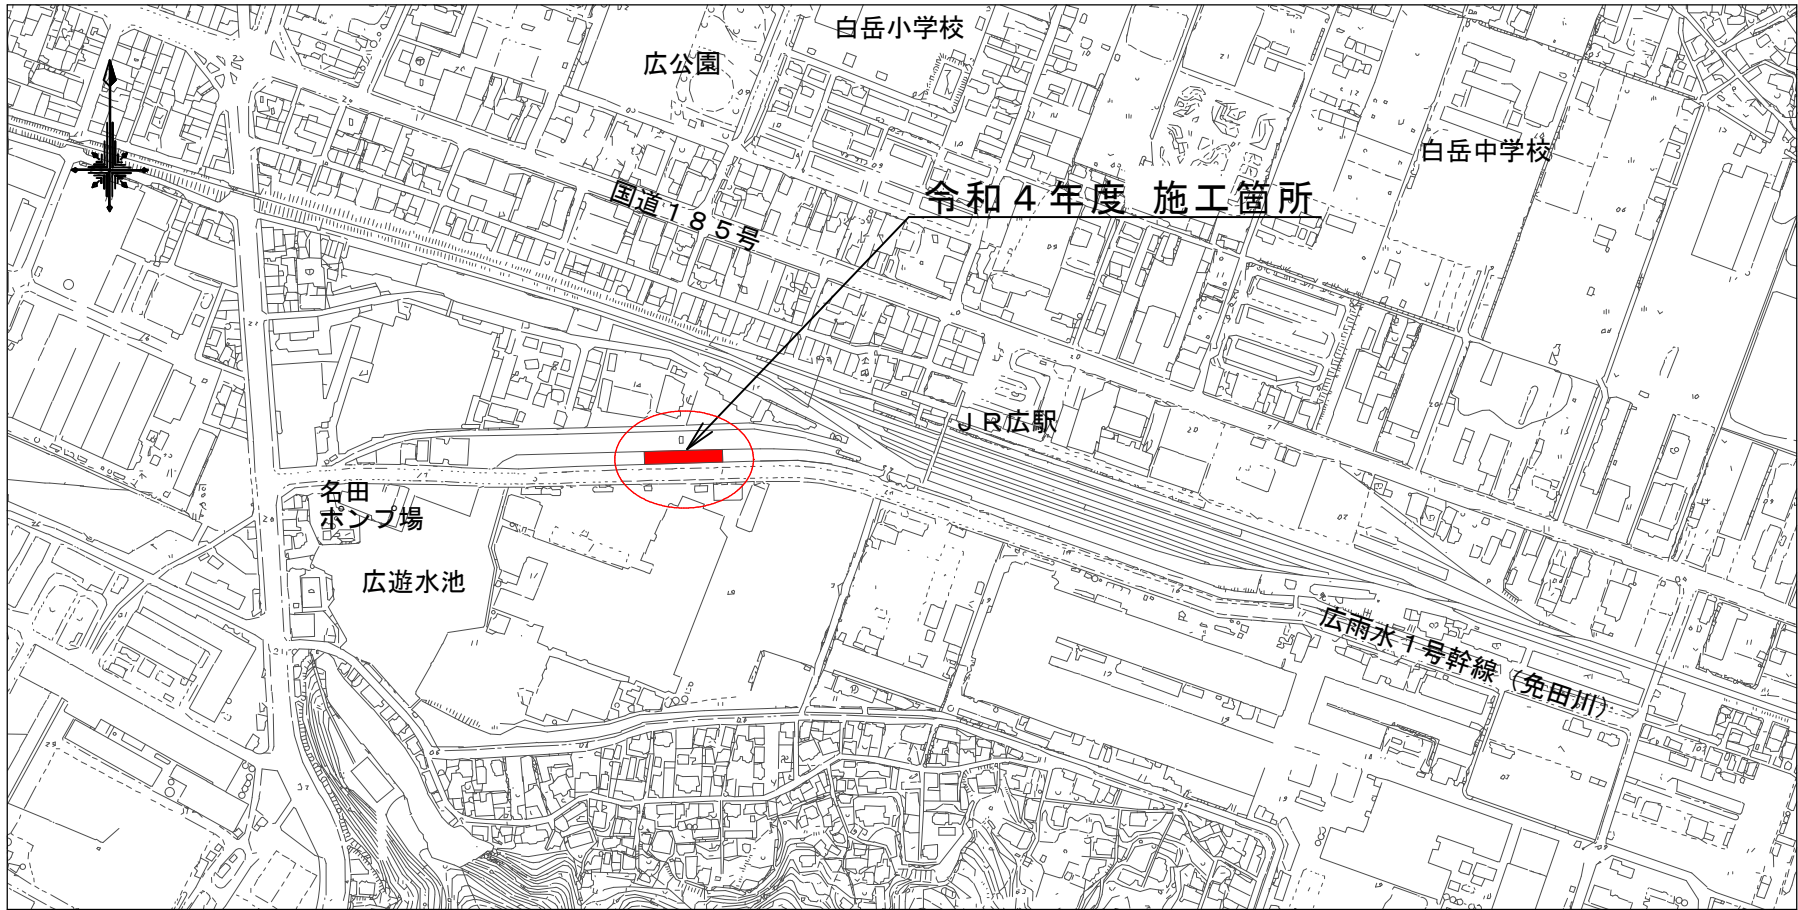 白岳小学校
広公園
白岳中学校
令和４年度 施工箇所
国道１８５号
ＪＲ広駅
名田
ポンプ場
広遊水池
広雨水１号幹線（免田川）